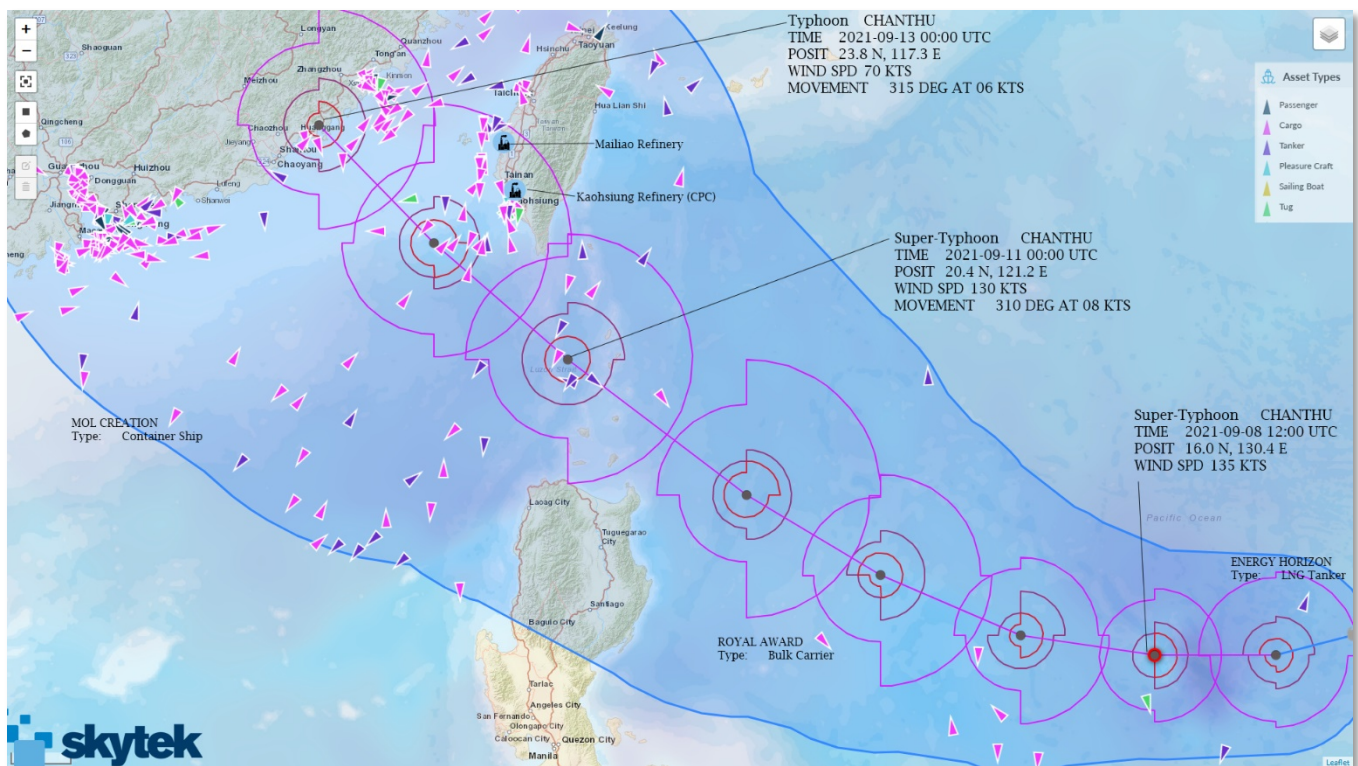 Typhoon CHANTHU
TIME 2021-09-13 00:00 UTC
POSIT 23.8 N, 117.3 E
WIND SPD 70 KTS
MOVEMENT 315 DEG AT 06 KTS
+
−
Asset Types
Passenger
Cargo
Tanker
Pleasure Craft
Sailing Boat
Tug
Longyan
Quanzhou
Tong'an
Shaoguan
Zhangzhou
Kinmen
Meizhou
Keelung
Taoyuan
Hsinchu
Hua Lian Shi
Qingcheng
Chaozhou
Jieyang
Chaoyang
Huizhou
Dongguan
Lufeng
Shanwei
Mailiao Refinery
Tainan
Kaohsiung Refinery (CPC)
Super-Typhoon CHANTHU
TIME 2021-09-11 00:00 UTC
POSIT 20.4 N, 121.2 E
WIND SPD 130 KTS
MOVEMENT 310 DEG AT 08 KTS
MOL CREATION
Type: Container Ship
Super-Typhoon CHANTHU
TIME 2021-09-08 12:00 UTC
POSIT 16.0 N, 130.4 E
WIND SPD 135 KTS
Laoag City
Tuguegarao
City
Pacific Ocean
ENERGY HORIZON
Type: LNG Tanker
Santiago
Baguio City
ROYAL AWARD
Type: Bulk Carrier
Tarlac
Angeles City
San Fernando
Olongapo City
Caloocan City
Quezon City
Manila
skytek
Leaflet